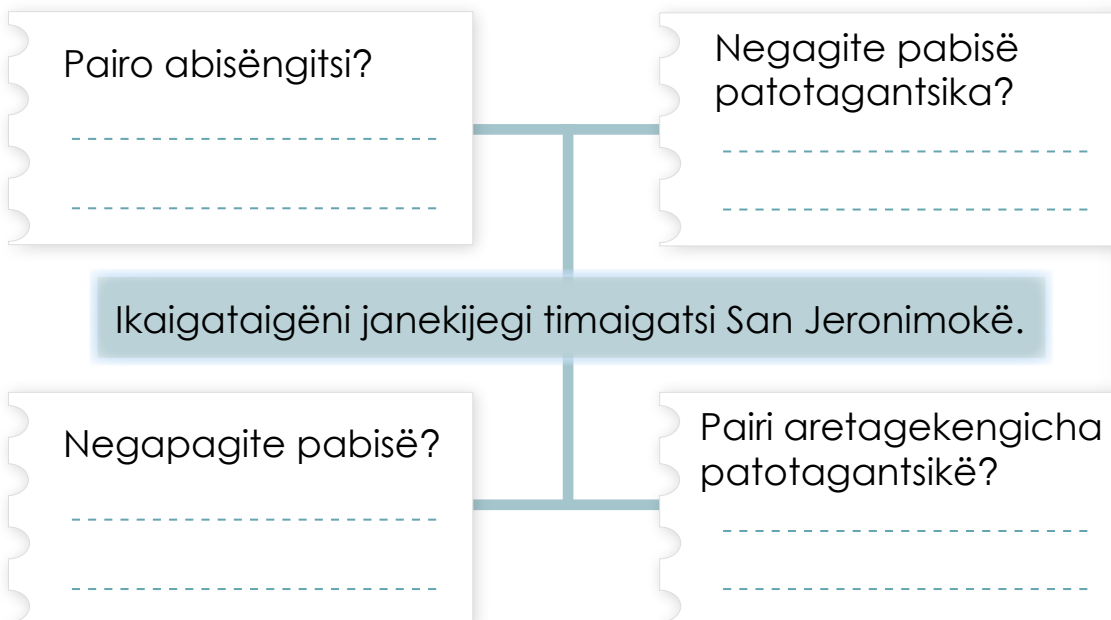 Pairo abisëngitsi?
Negagite pabisë
patotagantsika?
Ikaigataigëni janekijegi timaigatsi San Jeronimokë.
Negapagite pabisë?
Pairi aretagekengicha
patotagantsikë?